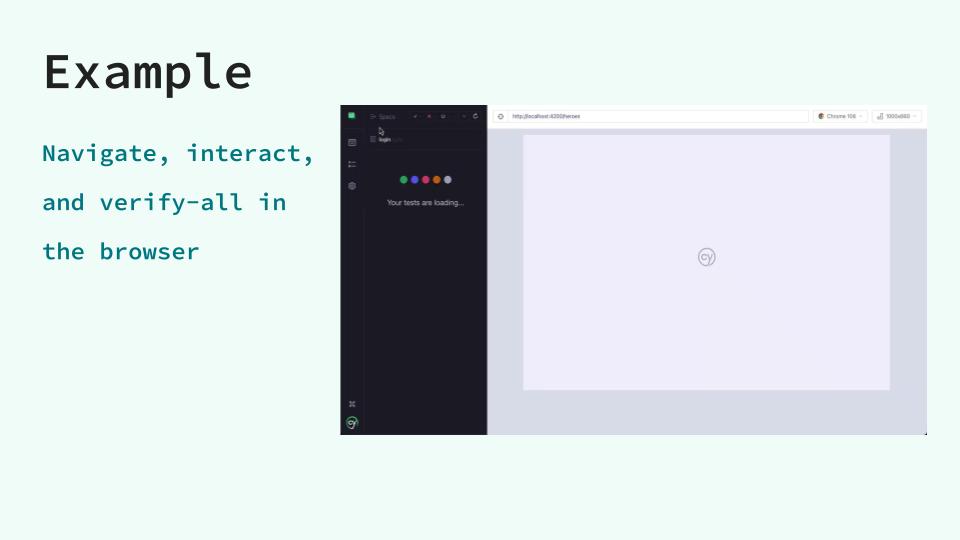 Example
Navigate, interact,
and verify-all in
the browser
Specs
login
Your tests are loading...
http://localhost:4200/heroes
Chrome 106
1000x660
cy
cy